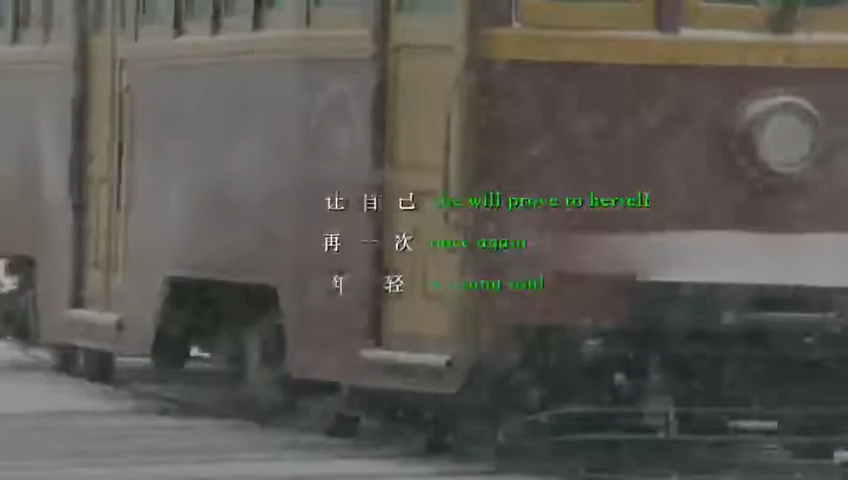 让自己 she will prove to herself
再一次 once again
年轻 a young soul